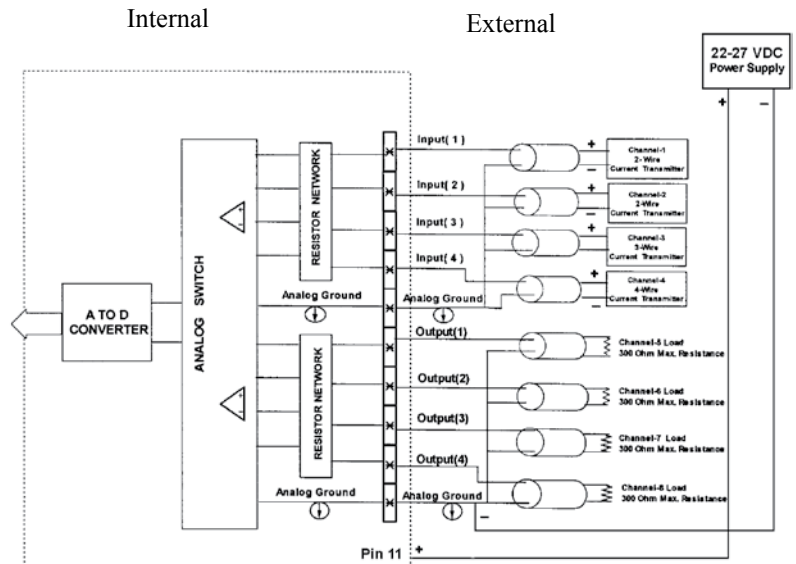 Internal
External
22-27 VDC
Power Supply
+ −
Input( 1 )
Input( 2 )
Input( 3 )
Input( 4 )
Analog Ground
Analog Ground
Output(1)
Output(2)
Output(3)
Output(4)
Analog Ground
Analog Ground
Pin 11
+
−
A TO D
CONVERTER
ANALOG SWITCH
RESISTOR NETWORK
RESISTOR NETWORK
+
Channel-1
2- Wire
Current Transmitter
−
+
Channel-2
2-Wire
Current Transmitter
−
+
Channel-3
Current Transmitter
−
+
Channel-4
4-Wire
Current Transmitter
−
Channel-5 Load
300 Ohm Max. Resistance
Channel-6 Load
300 Ohm Max. Resistance
Channel-7 Load
300 Ohm Max. Resistance
Channel-8 Load
300 Ohm Max. Resistance